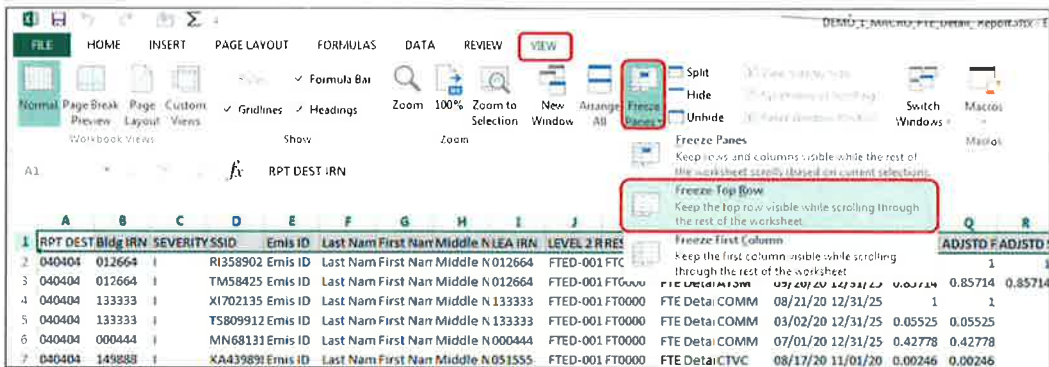 DEMO_1_MACRO_FTE_Detail_Report.xlsx - E
FILE HOME INSERT PAGE LAYOUT FORMULAS DATA REVIEW VIEW
Ruler ✓ Formula Bar
✓ Gridlines ✓ Headings
Normal Page Break Preview Page Layout Custom Views
Zoom 100% Zoom to Selection
New Window Arrange All Freeze Panes
Split
Hide
Unhide
Switch Windows Macros
Workbook Views Show Zoom Macros
Freeze Panes
Keep rows and columns visible while the rest of
the worksheet scrolls (based on current selection).
Freeze Top Row
Keep the top row visible while scrolling through
the rest of the worksheet.
Freeze First Column
Keep the first column visible while scrolling
through the rest of the worksheet
A1 fx RPT DEST IRN
A B C D E F G H I J Q R
1 RPT DEST Bldg IRN SEVERITY SSID Emis ID Last Nam First Nam Middle N LEA IRN LEVEL 2 R RES ADJSTD F ADJSTD
2 040404 012664 I RI358902 Emis ID Last Nam First Nam Middle N 012664 FTED-001 FTC 1 1
3 040404 012664 I TM58425 Emis ID Last Nam First Nam Middle N 012664 FTED-001 FT0000 FTE Detai ATSM 09/20/20 12/31/25 0.85714 0.85714 0.85714
4 040404 133333 I XI702135 Emis ID Last Nam First Nam Middle N 133333 FTED-001 FT0000 FTE Detai COMM 08/21/20 12/31/25 1 1
5 040404 133333 I TS809912 Emis ID Last Nam First Nam Middle N 133333 FTED-001 FT0000 FTE Detai COMM 03/02/20 12/31/25 0.05525 0.05525
6 040404 000444 I MN68131 Emis ID Last Nam First Nam Middle N 000444 FTED-001 FT0000 FTE Detai COMM 07/01/20 12/31/25 0.42778 0.42778
7 040404 149888 I KA43989 Emis ID Last Nam First Nam Middle N 051555 FTED-001 FT0000 FTE Detai CTVC 08/17/20 11/01/20 0.00246 0.00246